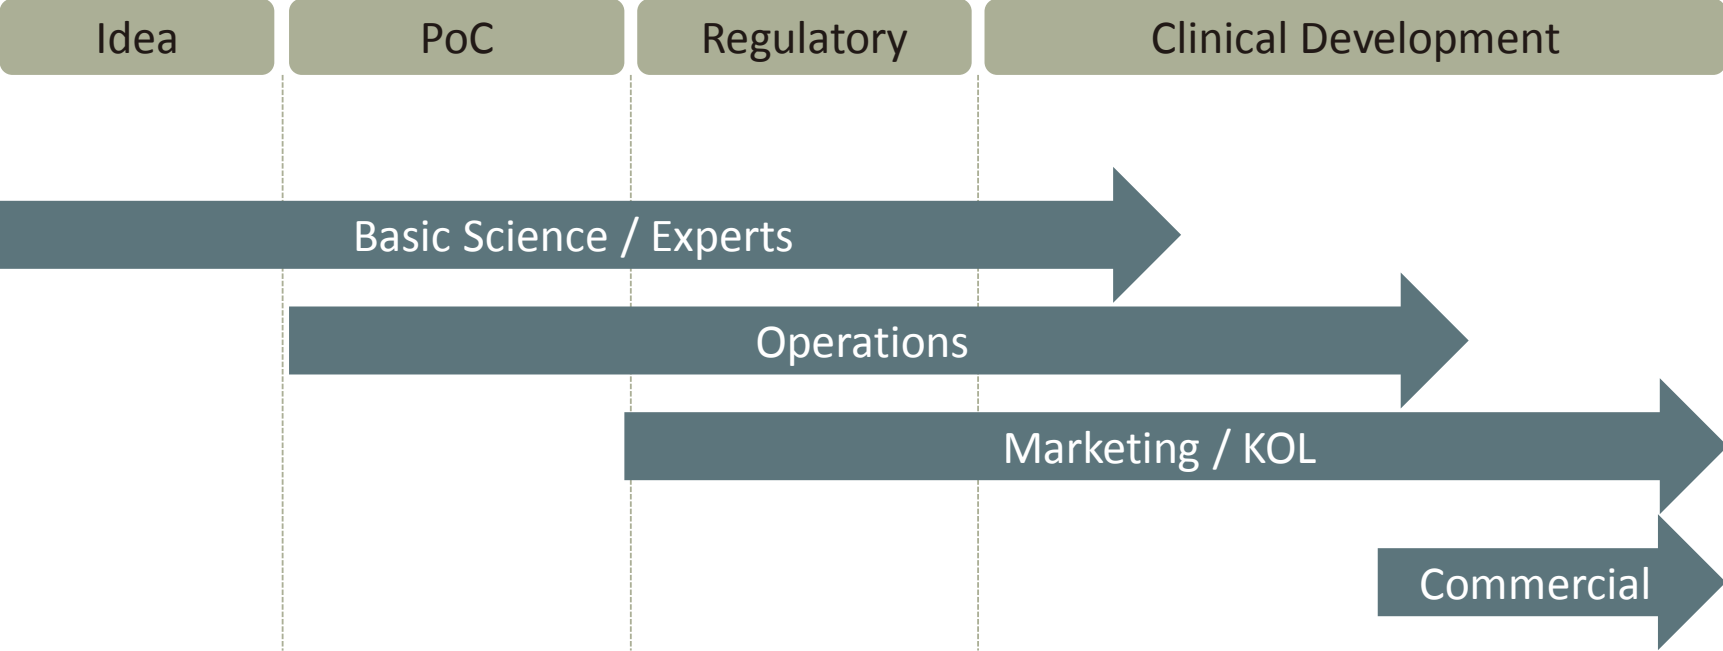 Idea
PoC
Regulatory
Clinical Development
Basic Science / Experts
Operations
Marketing / KOL
Commercial